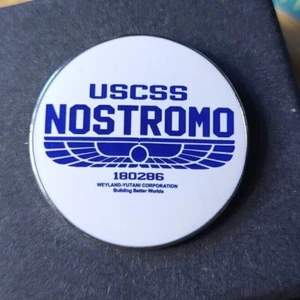 USCSS
NOSTROMO
180286
WEYLAND-YUTANI CORPORATION
Building Better Worlds